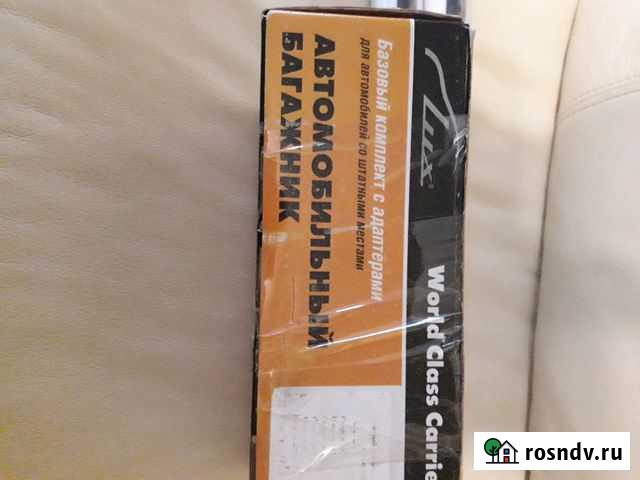 Lux®
World Class Carrie
Базовый комплект с адаптерами
для автомобилей со штатными местами
АВТОМОБИЛЬНЫЙ
БАГАЖНИК
rosndv.ru